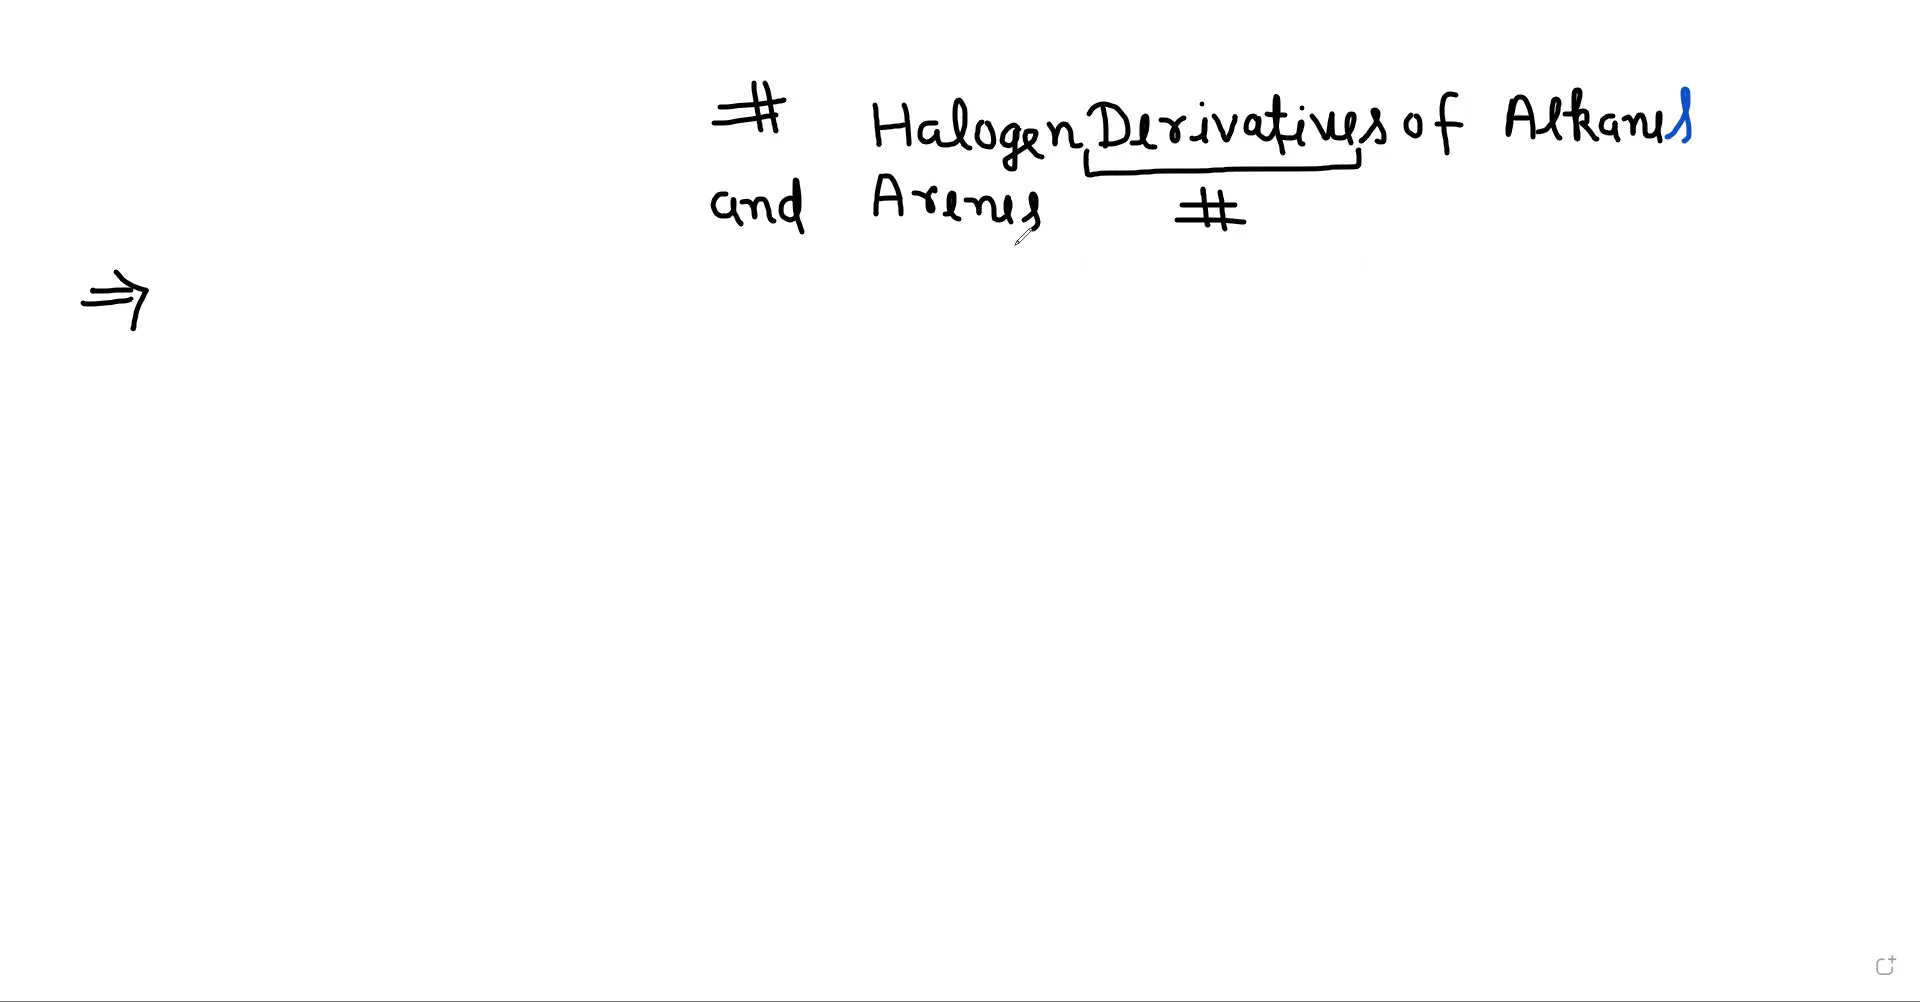 # Halogen Derivatives of Alkanes
and Arenes #
⇒